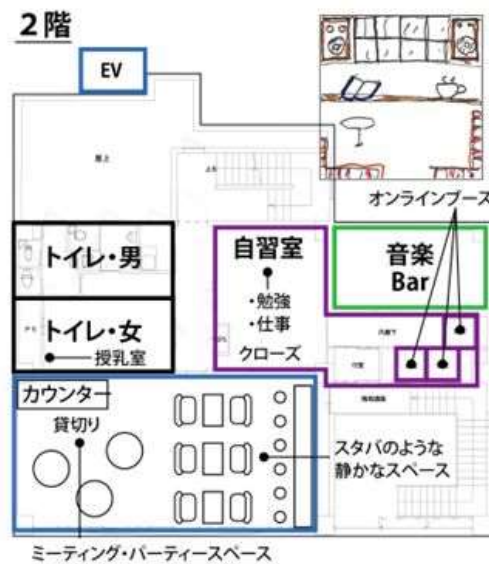 2階
EV
屋上
オンラインブース
トイレ・男
自習室
・勉強
・仕事
クローズ
音楽
Bar
トイレ・女
授乳室
カウンター
貸切り
スタバのような
静かなスペース
ミーティング・パーティースペース